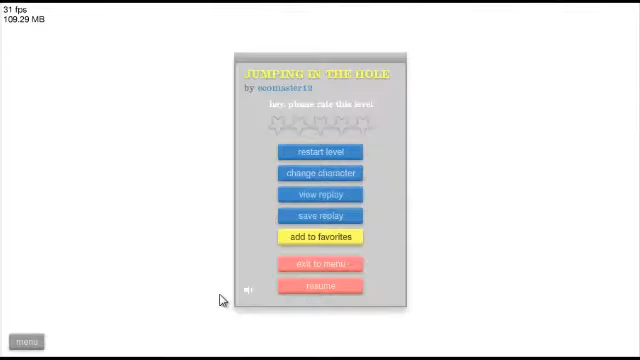 31 fps
109.29 MB
JUMPING IN THE HOLE
by ecomaster12
hey, please rate this level
restart level
change character
view replay
save replay
add to favorites
exit to menu
resume
menu